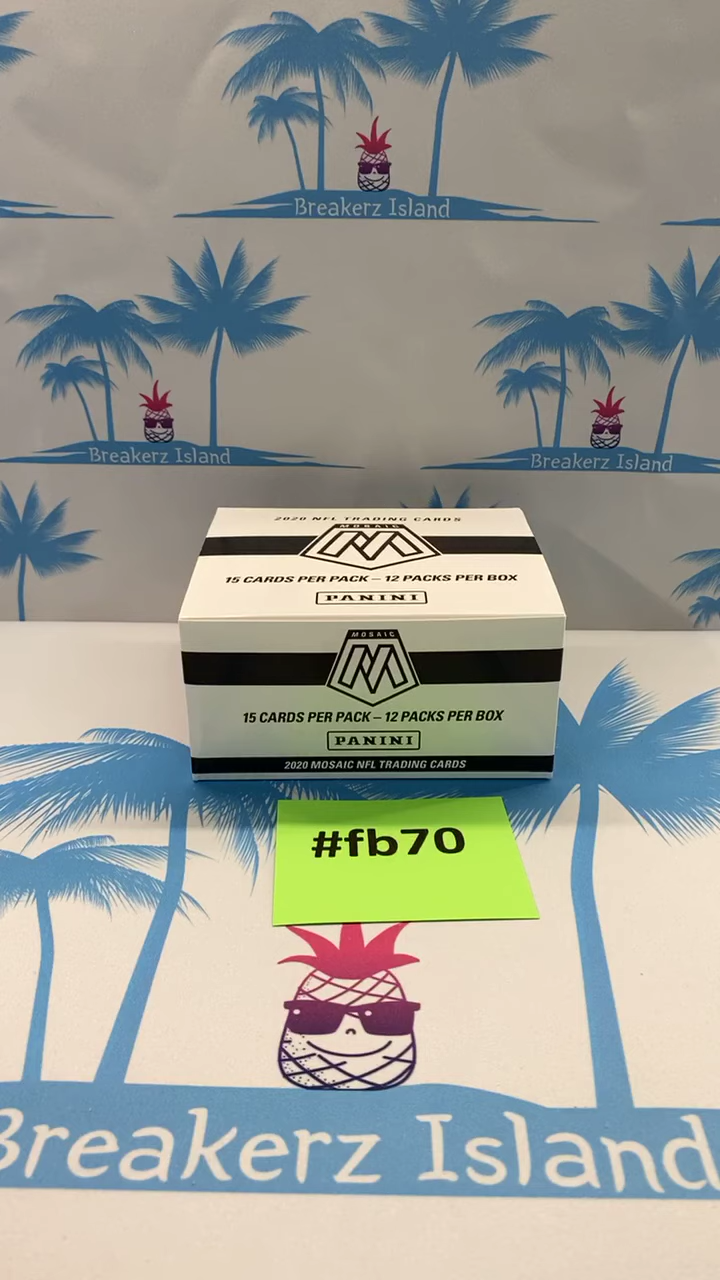 Breakerz Island
Breakerz Island
Breakerz Island
2020 NFL TRADING CARDS
MOSAIC
15 CARDS PER PACK – 12 PACKS PER BOX
PANINI
MOSAIC
15 CARDS PER PACK – 12 PACKS PER BOX
PANINI
2020 MOSAIC NFL TRADING CARDS
#fb70
Breakerz Island